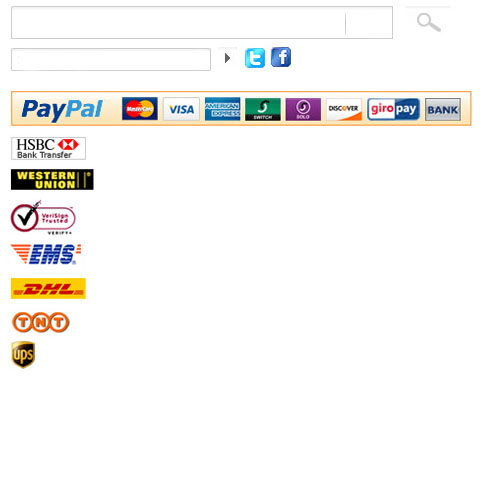 PayPal MasterCard VISA AMERICAN EXPRESS SWITCH SOLO DISCOVER giropay BANK
HSBC
Bank Transfer
WESTERN
UNION
VeriSign
Trusted
VERIFY
EMS
DHL
TNT
ups